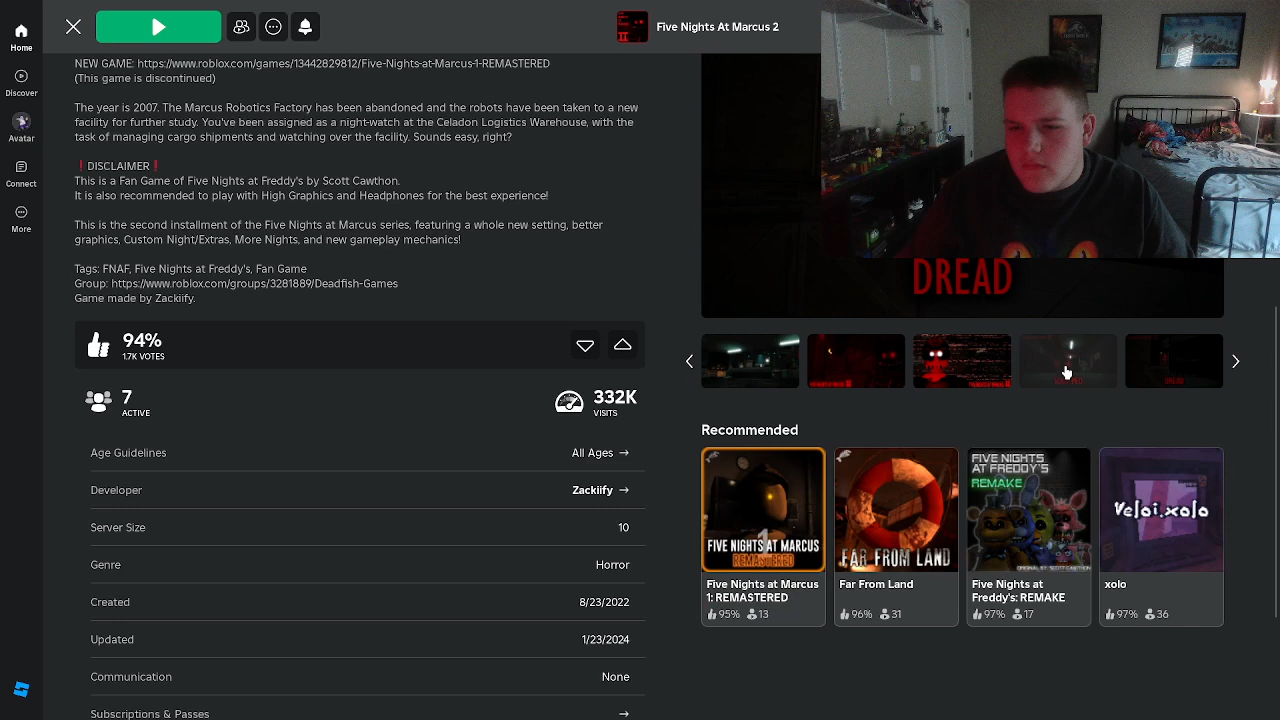 Five Nights At Marcus 2
Home
Discover
Avatar
Connect
More
NEW GAME: https://www.roblox.com/games/13442829812/Five-Nights-at-Marcus-1-REMASTERED
(This game is discontinued)
The year is 2007. The Marcus Robotics Factory has been abandoned and the robots have been taken to a new
facility for further study. You've been assigned as a night-watch at the Celadon Logistics Warehouse, with the
task of managing cargo shipments and watching over the facility. Sounds easy, right?
❗DISCLAIMER❗
This is a Fan Game of Five Nights at Freddy's by Scott Cawthon.
It is also recommended to play with High Graphics and Headphones for the best experience!
This is the second installment of the Five Nights at Marcus series, featuring a whole new setting, better
graphics, Custom Night/Extras, More Nights, and new gameplay mechanics!
Tags: FNAF, Five Nights at Freddy's, Fan Game
Group: https://www.roblox.com/groups/3281889/Deadfish-Games
Game made by Zackiify.
94%
1.7K VOTES
7
ACTIVE
332K
VISITS
Age Guidelines
All Ages →
Developer
Zackiify →
Server Size
10
Genre
Horror
Created
8/23/2022
Updated
1/23/2024
Communication
None
Subscriptions & Passes
→
DREAD
Recommended
FIVE NIGHTS AT MARCUS
1
REMASTERED
Five Nights at Marcus
1: REMASTERED
95% 13
FAR FROM LAND
Far From Land
96% 31
FIVE NIGHTS
AT FREDDY'S
REMAKE
ORIGINAL BY: SCOTT CAWTHON
Five Nights at
Freddy's: REMAKE
97% 17
Veloi.xolo
xolo
97% 36